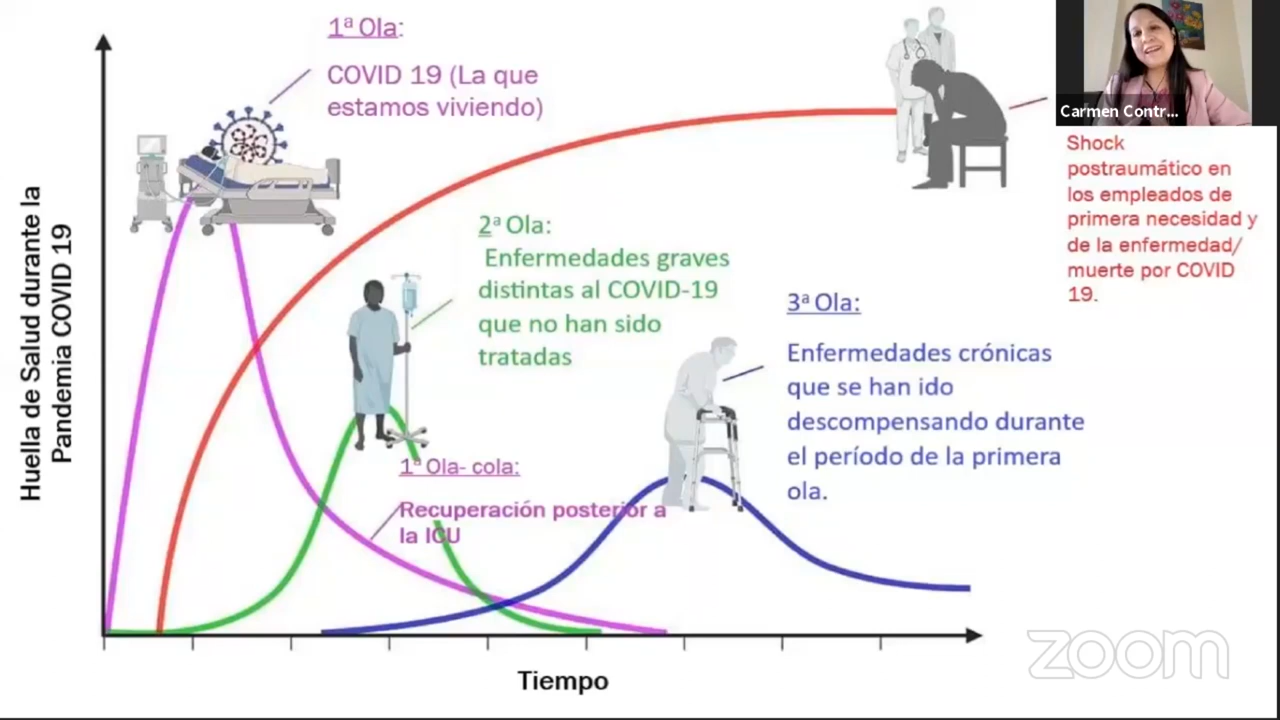 1ª Ola:
COVID 19 (La que
estamos viviendo)
Carmen Contr...
Shock
postraumático en
los empleados de
primera necesidad y
de la enfermedad/
muerte por COVID
19.
2ª Ola:
Enfermedades graves
distintas al COVID-19
que no han sido
tratadas
3ª Ola:
Enfermedades crónicas
que se han ido
descompensando durante
el período de la primera
ola.
1ª Ola- cola:
Recuperación posterior a
la ICU
Huella de Salud durante la
Pandemia COVID 19
Tiempo
zoom